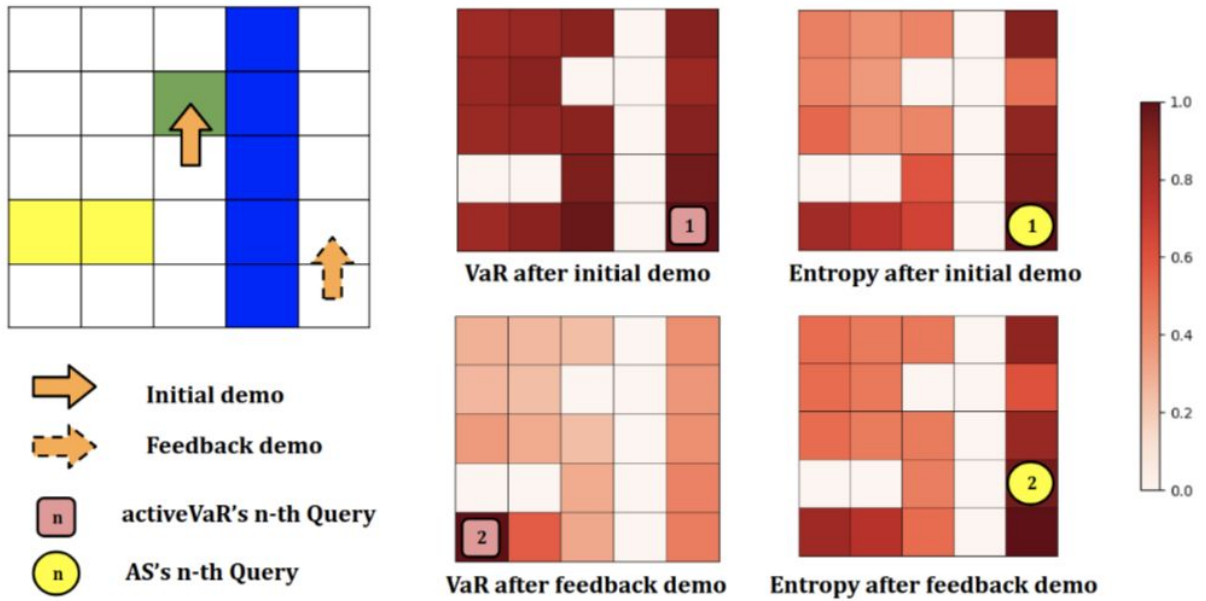 1
VaR after initial demo
1
Entropy after initial demo
1.0
0.8
0.6
0.4
0.2
0.0
Initial demo
Feedback demo
n
activeVaR's n-th Query
n
AS's n-th Query
2
VaR after feedback demo
2
Entropy after feedback demo